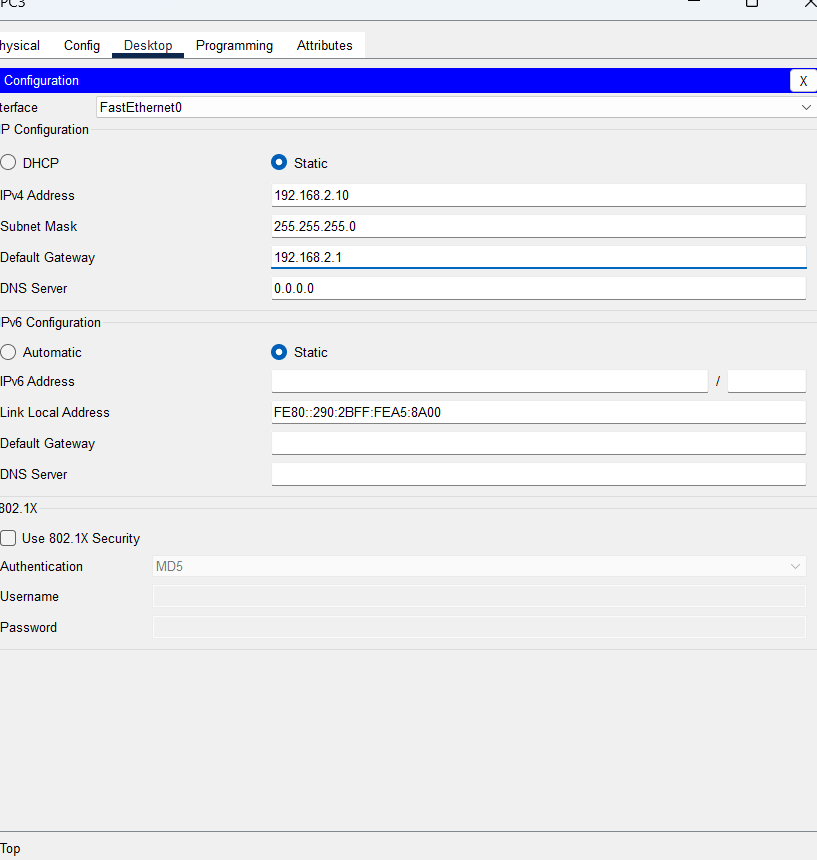 PC3
hysical Config Desktop Programming Attributes
Configuration X
terface FastEthernet0
IP Configuration
DHCP Static
IPv4 Address 192.168.2.10
Subnet Mask 255.255.255.0
Default Gateway 192.168.2.1
DNS Server 0.0.0.0
IPv6 Configuration
Automatic Static
IPv6 Address /
Link Local Address FE80::290:2BFF:FEA5:8A00
Default Gateway
DNS Server
802.1X
Use 802.1X Security
Authentication MD5
Username
Password
Top